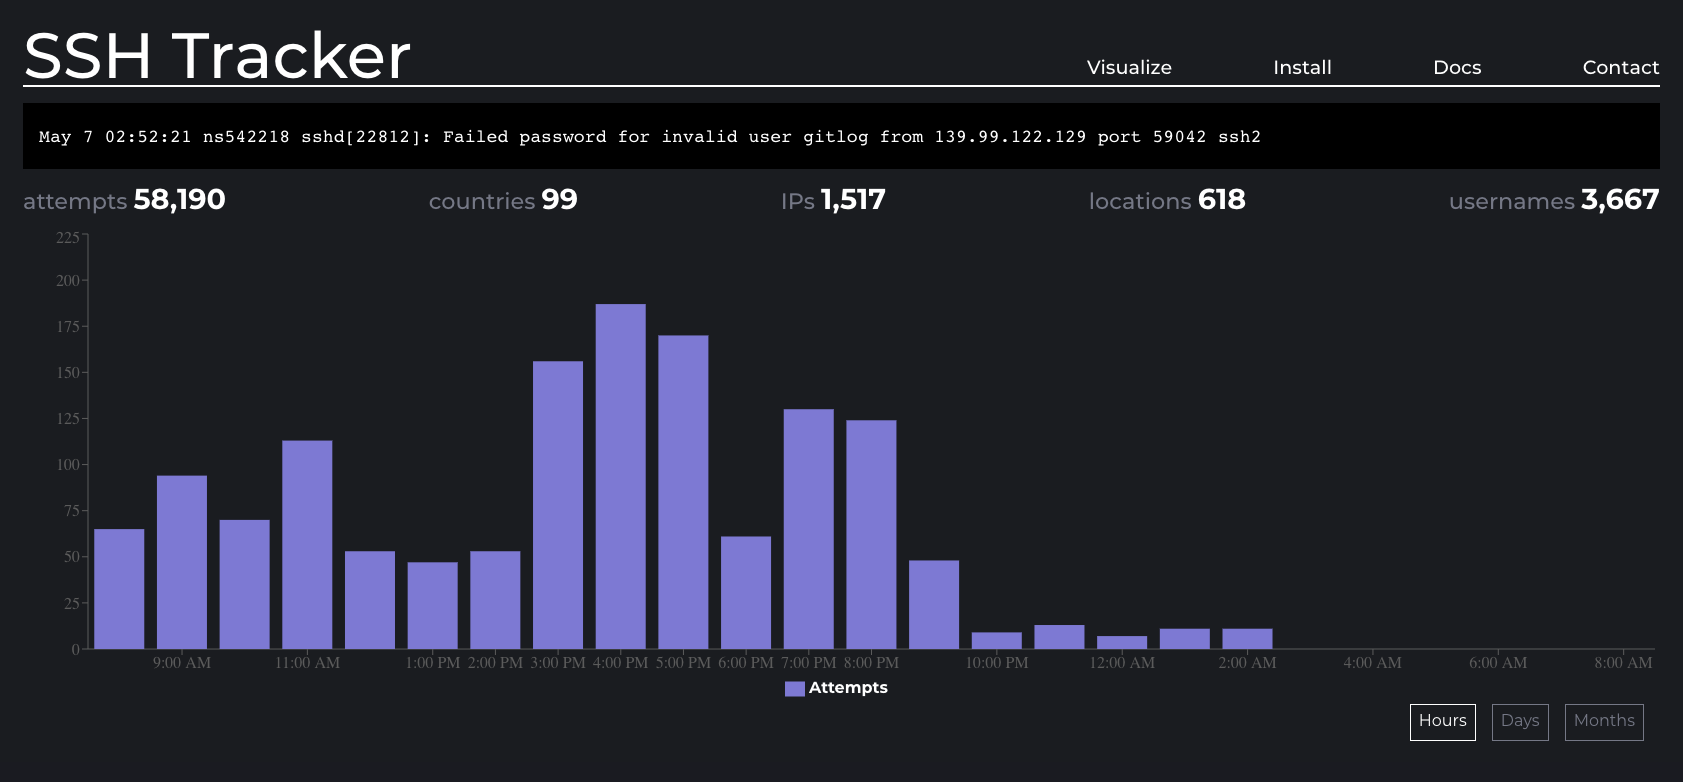 SSH Tracker
Visualize Install Docs Contact
May 7 02:52:21 ns542218 sshd[22812]: Failed password for invalid user gitlog from 139.99.122.129 port 59042 ssh2
attempts 58,190 countries 99 IPs 1,517 locations 618 usernames 3,667
225
200
175
150
125
100
75
50
25
0
9:00 AM 11:00 AM 1:00 PM 2:00 PM 3:00 PM 4:00 PM 5:00 PM 6:00 PM 7:00 PM 8:00 PM 10:00 PM 12:00 AM 2:00 AM 4:00 AM 6:00 AM 8:00 AM
Attempts
Hours Days Months